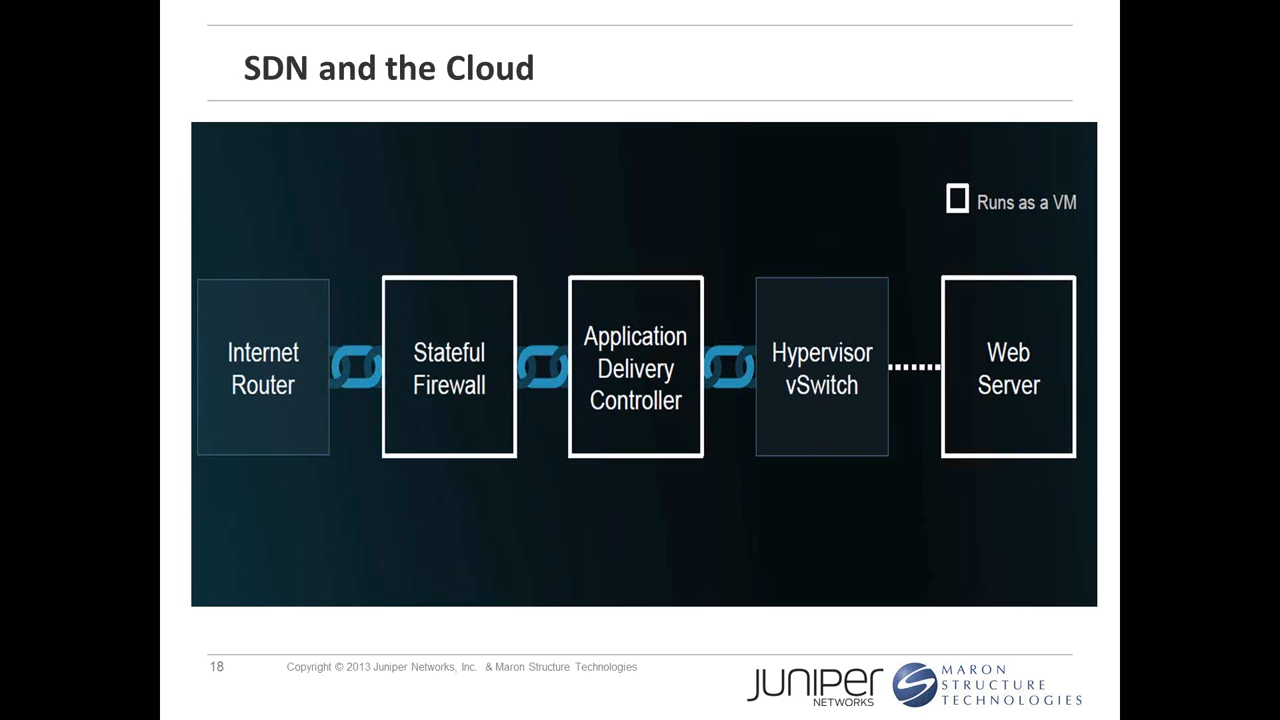 SDN and the Cloud
Runs as a VM
Internet
Router
Stateful
Firewall
Application
Delivery
Controller
Hypervisor
vSwitch
Web
Server
18
Copyright © 2013 Juniper Networks, Inc. & Maron Structure Technologies
JUNIPER
NETWORKS
MARON
STRUCTURE
TECHNOLOGIES